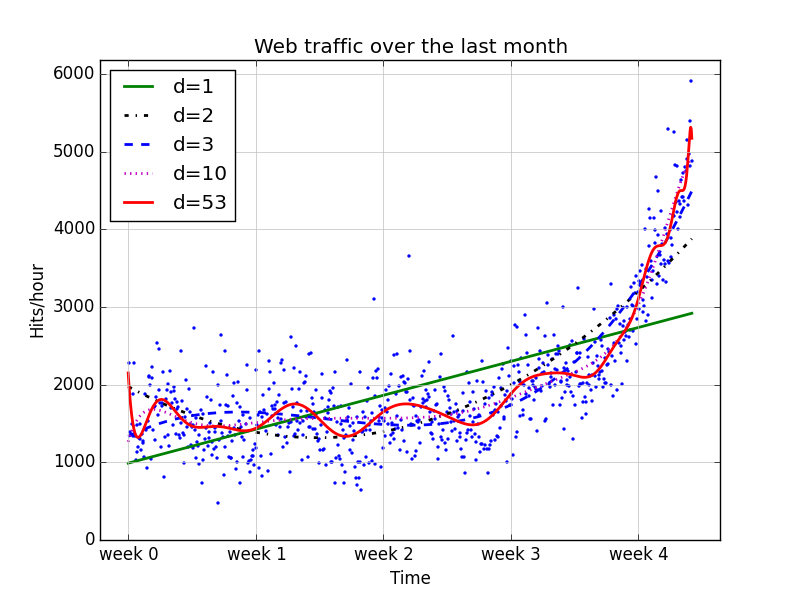 Web traffic over the last month
6000
5000
4000
3000
2000
1000
0
Hits/hour
d=1
d=2
d=3
d=10
d=53
week 0 week 1 week 2 week 3 week 4
Time